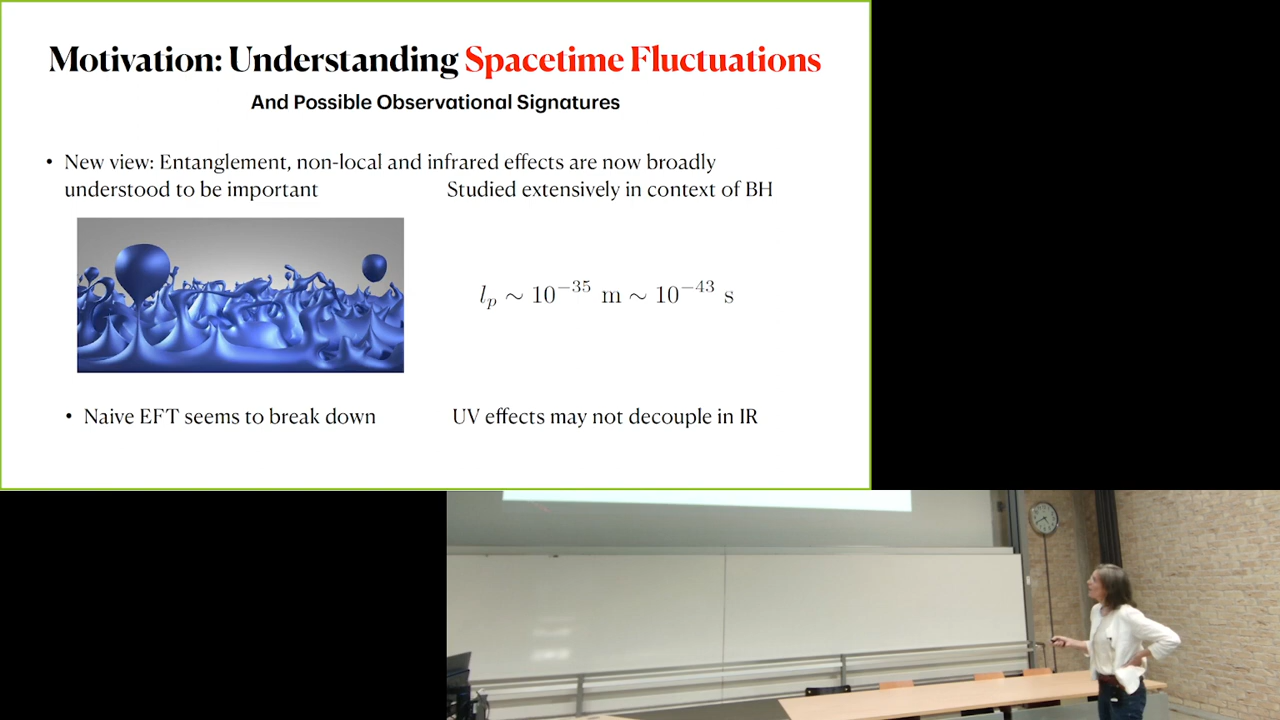 Motivation: Understanding Spacetime Fluctuations
And Possible Observational Signatures
• New view: Entanglement, non-local and infrared effects are now broadly
understood to be important
Studied extensively in context of BH
l_p ∼ 10^{−35} m ∼ 10^{−43} s
• Naive EFT seems to break down
UV effects may not decouple in IR